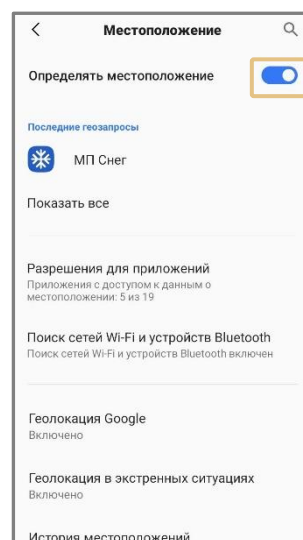 Местоположение
Определять местоположение
Последние геозапросы
МП Снег
Показать все
Разрешения для приложений
Приложения с доступом к данным о
местоположении: 5 из 19
Поиск сетей Wi-Fi и устройств Bluetooth
Поиск сетей Wi-Fi и устройств Bluetooth включен
Геолокация Google
Включено
Геолокация в экстренных ситуациях
Включено
История местоположений